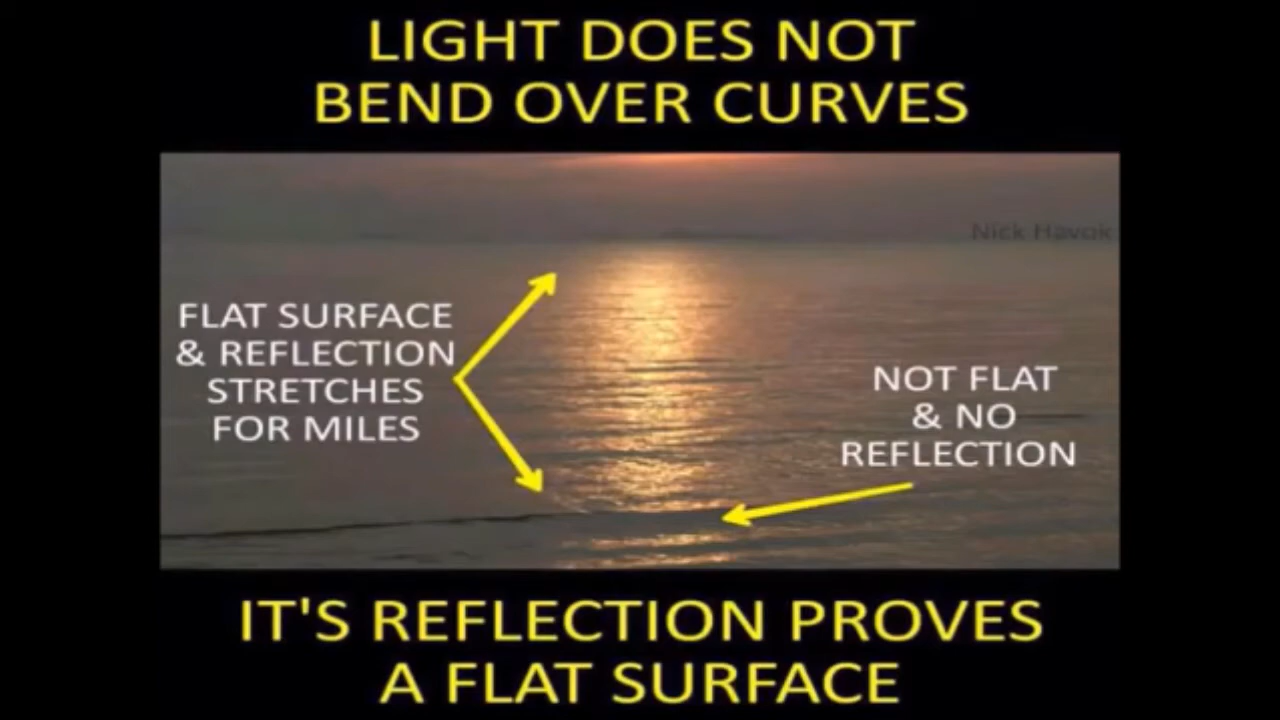 LIGHT DOES NOT
BEND OVER CURVES
Nick Havok
FLAT SURFACE
& REFLECTION
STRETCHES
FOR MILES
NOT FLAT
& NO
REFLECTION
IT'S REFLECTION PROVES
A FLAT SURFACE